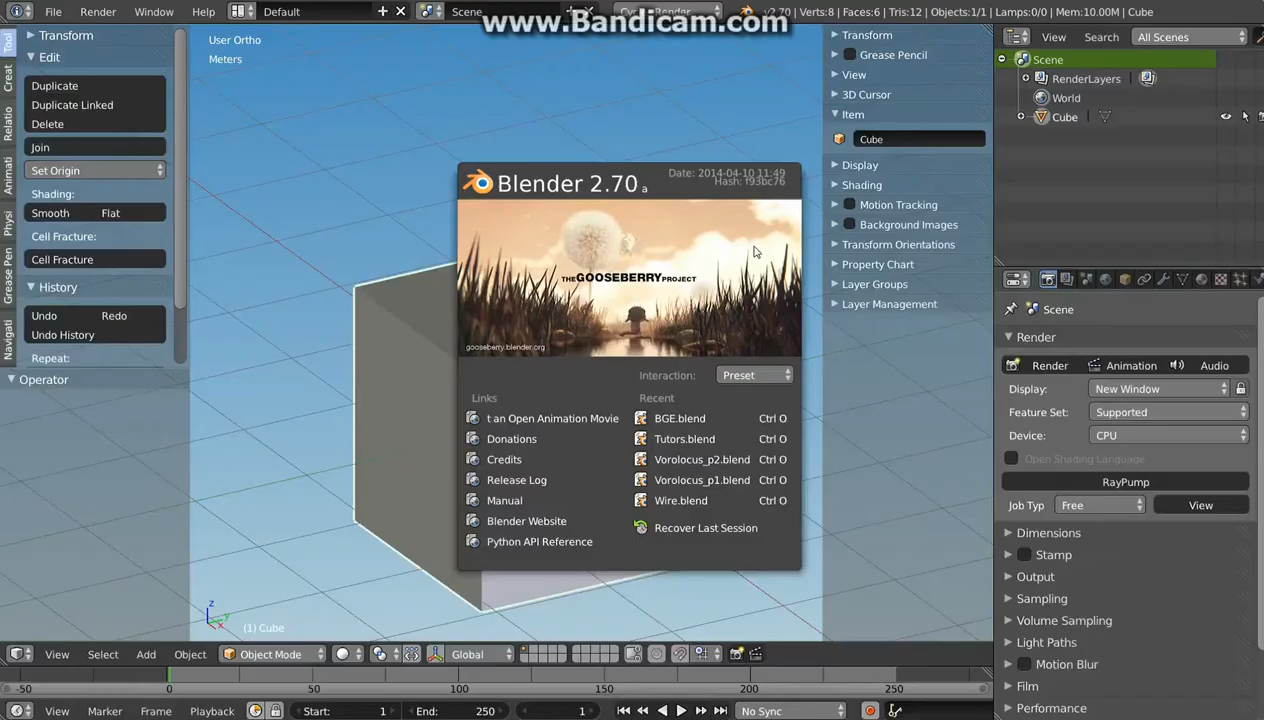 www.Bandicam.com
File
Render
Window
Help
Default
Scene
v2.70 | Verts:8 | Faces:6 | Tris:12 | Objects:1/1 | Lamps:0/0 | Mem:10.00M | Cube
Tool
Creat
Relatio
Animati
Physi
Grease Pen
Navigati
Transform
Edit
Duplicate
Duplicate Linked
Delete
Join
Set Origin
Shading:
Smooth
Flat
Cell Fracture:
Cell Fracture
History
Undo
Redo
Undo History
Repeat:
Operator
User Ortho
Meters
(1) Cube
Blender 2.70 a
Date: 2014-04-10 11:49
Hash: f93bc76
THE GOOSEBERRY PROJECT
gooseberry.blender.org
Interaction:
Preset
Links
t an Open Animation Movie
Donations
Credits
Release Log
Manual
Blender Website
Python API Reference
Recent
BGE.blend Ctrl O
Tutors.blend Ctrl O
Vorolocus_p2.blend Ctrl O
Vorolocus_p1.blend Ctrl O
Wire.blend Ctrl O
Recover Last Session
Transform
Grease Pencil
View
3D Cursor
Item
Cube
Display
Shading
Motion Tracking
Background Images
Transform Orientations
Property Chart
Layer Groups
Layer Management
View
Search
All Scenes
Scene
RenderLayers
World
Cube
Scene
Render
Render
Animation
Audio
Display:
New Window
Feature Set:
Supported
Device:
CPU
Open Shading Language
RayPump
Job Typ
Free
View
Dimensions
Stamp
Output
Sampling
Volume Sampling
Light Paths
Motion Blur
Film
Performance
View
Select
Add
Object
Object Mode
Global
-50 0 50 100 150 200 250
View
Marker
Frame
Playback
Start: 1
End: 250
1
No Sync